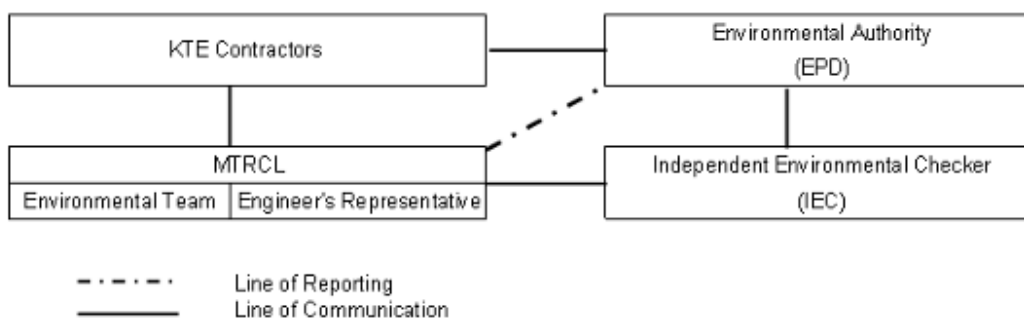 KTE Contractors
Environmental Authority
(EPD)
MTRCL
Environmental Team
Engineer's Representative
Independent Environmental Checker
(IEC)
Line of Reporting
Line of Communication